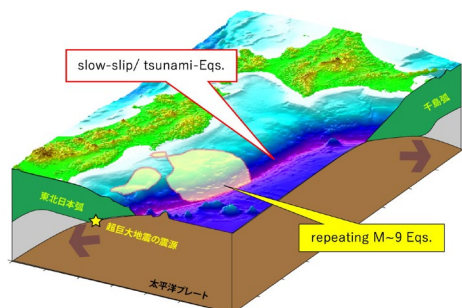 slow-slip/ tsunami-Eqs.
千島弧
東北日本弧
超巨大地震の震源
repeating M~9 Eqs.
太平洋プレート